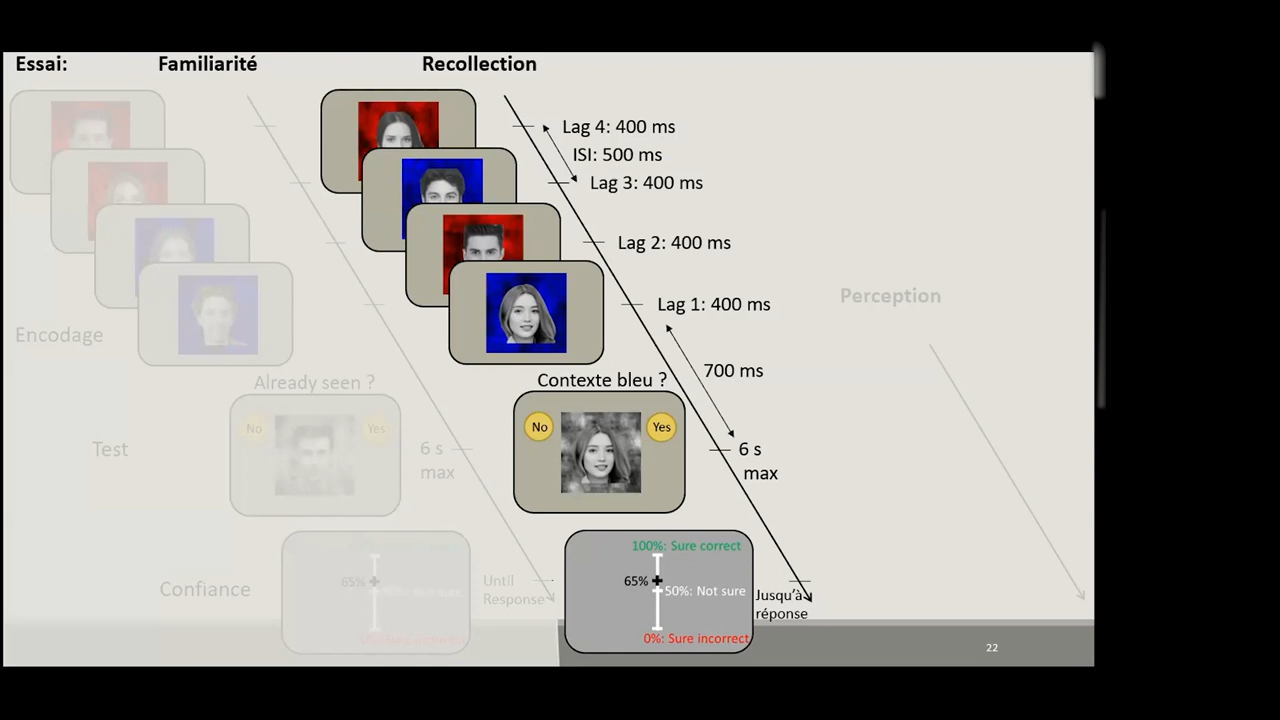 Essai:
Familiarité
Recollection
Lag 4: 400 ms
ISI: 500 ms
Lag 3: 400 ms
Lag 2: 400 ms
Lag 1: 400 ms
Perception
Encodage
700 ms
Already seen ?
Contexte bleu ?
No
Yes
No
Yes
Test
6 s
max
6 s
max
100%: Sure correct
65%
50%: Not sure
0%: Sure incorrect
65%
Confiance
Until
Response
Jusqu'à
réponse
22